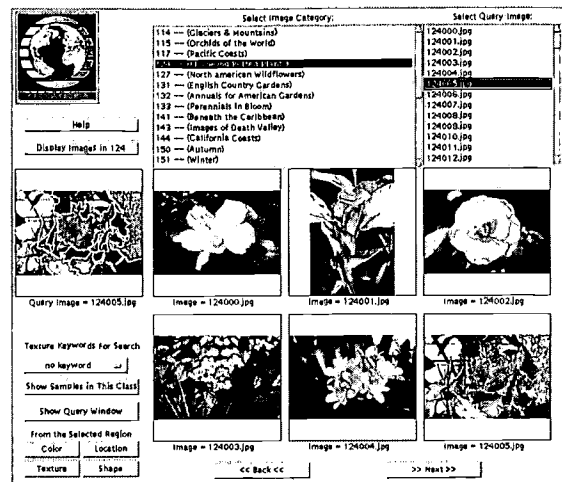 Select Image Category:
Select Query Image:
114 -- (Glaciers & Mountains)
115 -- (Orchids of the World)
117 -- (Pacific Coasts)
127 -- (North american Wildflowers)
131 -- (English Country Gardens)
132 -- (Annuals for American Gardens)
133 -- (Perennials in Bloom)
141 -- (Beneath the Caribbean)
143 -- (Images of Death Valley)
144 -- (California Coasts)
150 -- (Autumn)
151 -- (Winter)
124000.jpg
124001.jpg
124002.jpg
124003.jpg
124004.jpg
124005.jpg
124006.jpg
124007.jpg
124008.jpg
124009.jpg
124010.jpg
124011.jpg
124012.jpg
Help
Display Images in 124
Query Image = 124005.jpg
Image = 124000.jpg
Image = 124001.jpg
Image = 124002.jpg
Texture Keywords For Search
no keyword
Show Samples in This Class
Show Query Window
From the Selected Region
Color
Location
Texture
Shape
Image = 124003.jpg
Image = 124004.jpg
Image = 124005.jpg
<< Back <<
>> Next >>